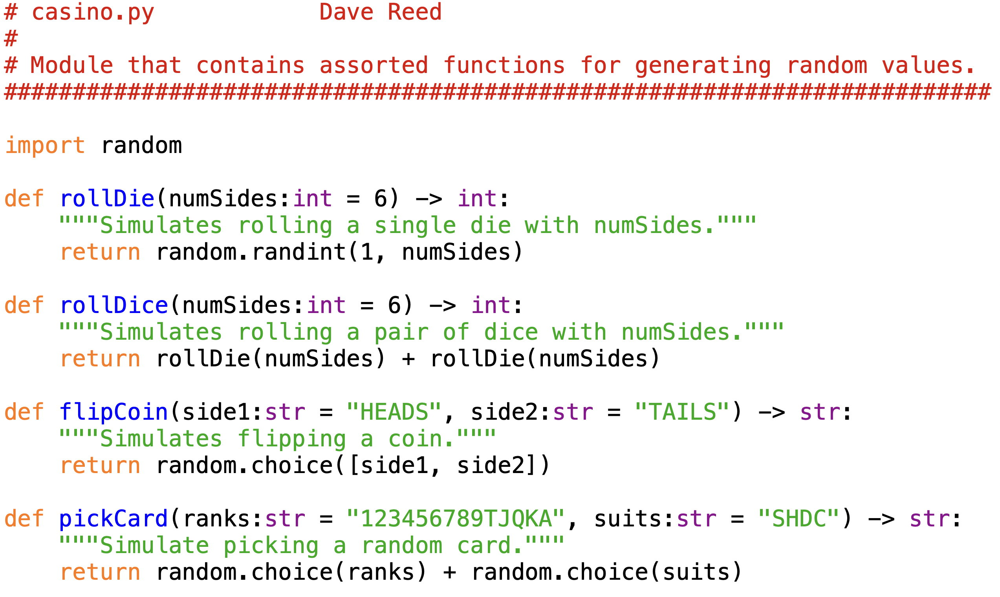 # casino.py            Dave Reed
#
# Module that contains assorted functions for generating random values.
########################################################################

import random

def rollDie(numSides:int = 6) -> int:
    """Simulates rolling a single die with numSides."""
    return random.randint(1, numSides)

def rollDice(numSides:int = 6) -> int:
    """Simulates rolling a pair of dice with numSides."""
    return rollDie(numSides) + rollDie(numSides)

def flipCoin(side1:str = "HEADS", side2:str = "TAILS") -> str:
    """Simulates flipping a coin."""
    return random.choice([side1, side2])

def pickCard(ranks:str = "123456789TJQKA", suits:str = "SHDC") -> str:
    """Simulate picking a random card."""
    return random.choice(ranks) + random.choice(suits)